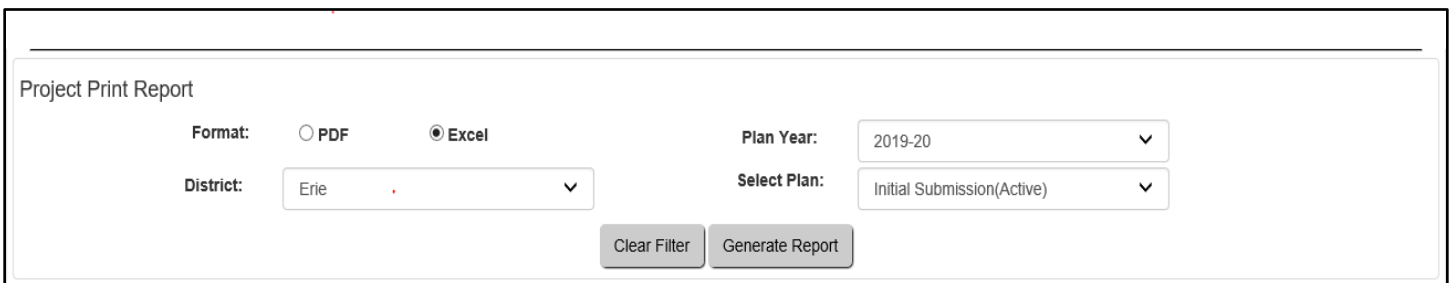 Project Print Report
Format: PDF Excel Plan Year: 2019-20
District: Erie Select Plan: Initial Submission(Active)
Clear Filter Generate Report